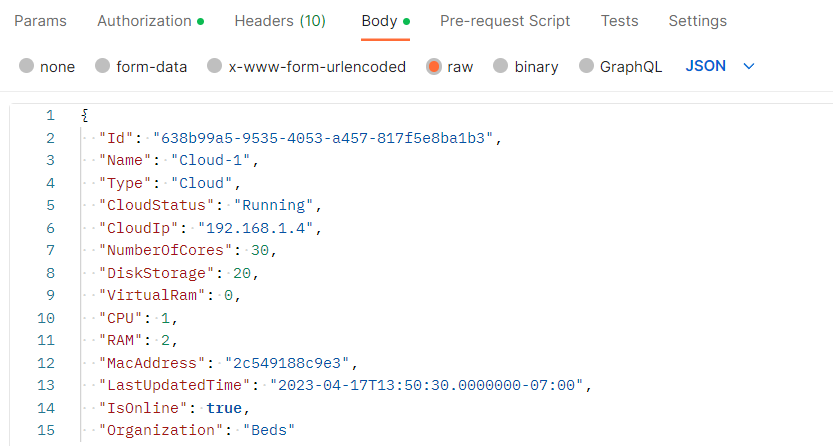 Params Authorization Headers (10) Body Pre-request Script Tests Settings
none form-data x-www-form-urlencoded raw binary GraphQL JSON
1 {
2 "Id": "638b99a5-9535-4053-a457-817f5e8ba1b3",
3 "Name": "Cloud-1",
4 "Type": "Cloud",
5 "CloudStatus": "Running",
6 "CloudIp": "192.168.1.4",
7 "NumberOfCores": 30,
8 "DiskStorage": 20,
9 "VirtualRam": 0,
10 "CPU": 1,
11 "RAM": 2,
12 "MacAddress": "2c549188c9e3",
13 "LastUpdatedTime": "2023-04-17T13:50:30.0000000-07:00",
14 "IsOnline": true,
15 "Organization": "Beds"